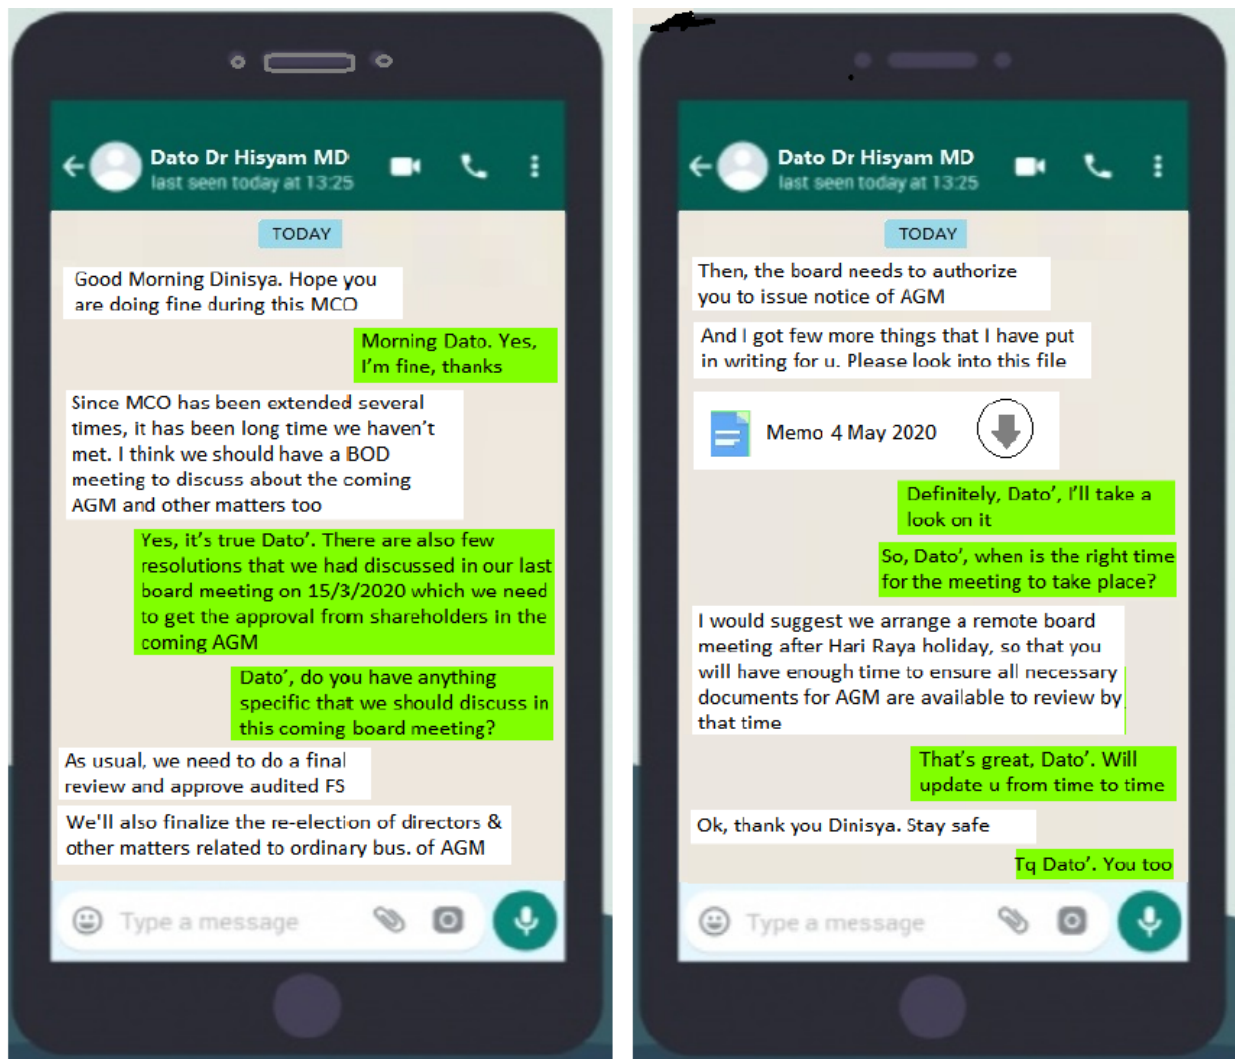 Dato Dr Hisyam MD
last seen today at 13:25
TODAY
Good Morning Dinisya. Hope you
are doing fine during this MCO
Morning Dato. Yes,
I'm fine, thanks
Since MCO has been extended several
times, it has been long time we haven't
met. I think we should have a BOD
meeting to discuss about the coming
AGM and other matters too
Yes, it's true Dato'. There are also few
resolutions that we had discussed in our last
board meeting on 15/3/2020 which we need
to get the approval from shareholders in the
coming AGM
Dato', do you have anything
specific that we should discuss in
this coming board meeting?
As usual, we need to do a final
review and approve audited FS
We'll also finalize the re-election of directors &
other matters related to ordinary bus. of AGM
Type a message
Dato Dr Hisyam MD
last seen today at 13:25
TODAY
Then, the board needs to authorize
you to issue notice of AGM
And I got few more things that I have put
in writing for u. Please look into this file
Memo 4 May 2020
Definitely, Dato', I'll take a
look on it
So, Dato', when is the right time
for the meeting to take place?
I would suggest we arrange a remote board
meeting after Hari Raya holiday, so that you
will have enough time to ensure all necessary
documents for AGM are available to review by
that time
That's great, Dato'. Will
update u from time to time
Ok, thank you Dinisya. Stay safe
Tq Dato'. You too
Type a message